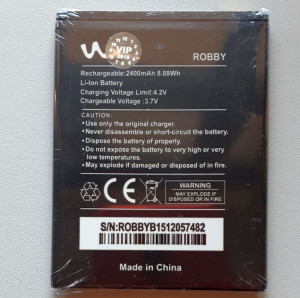 VIP
ROBBY
Rechargeable:2400mAh 8.88Wh
Li-Ion Battery
Charging Voltage Limit:4.2V
Chargeable Voltage :3.7V
CAUTION :
• Use only the original charger.
• Never disassemble or short-circuit the battery.
• Dispose the battery of properly.
• Do not expose the battery to very high or very
low temperatures.
• May explode if damaged or disposed of in fire.
MAY EXPLODE IF
DISPOSED OF IN FIRE
S/N:ROBBYB1512057482
Made in China